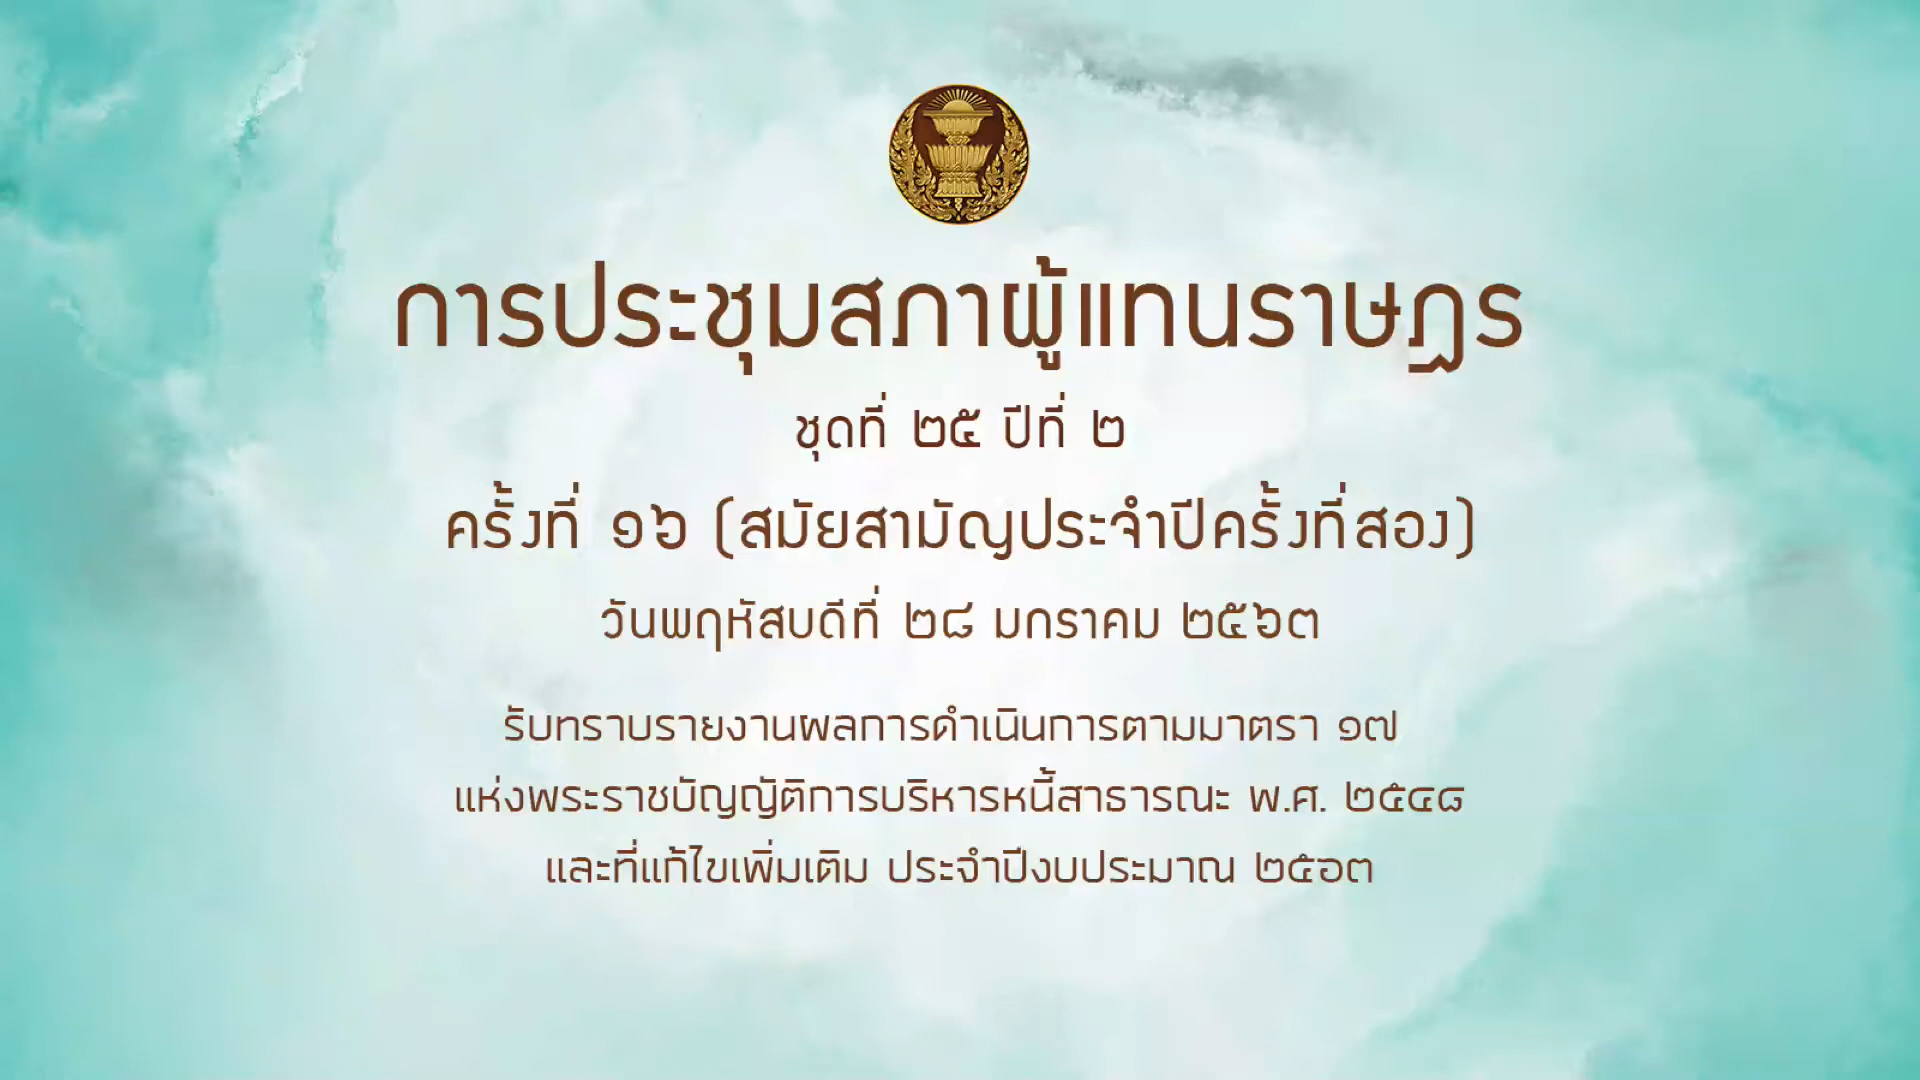 การประชุมสภาผู้แทนราษฎร
ชุดที่ ๒๕ ปีที่ ๒
ครั้งที่ ๑๖ (สมัยสามัญประจำปีครั้งที่สอง)
วันพฤหัสบดีที่ ๒๘ มกราคม ๒๕๖๓
รับทราบรายงานผลการดำเนินการตามมาตรา ๑๗
แห่งพระราชบัญญัติการบริหารหนี้สาธารณะ พ.ศ. ๒๕๔๘
และที่แก้ไขเพิ่มเติม ประจำปีงบประมาณ ๒๕๖๓